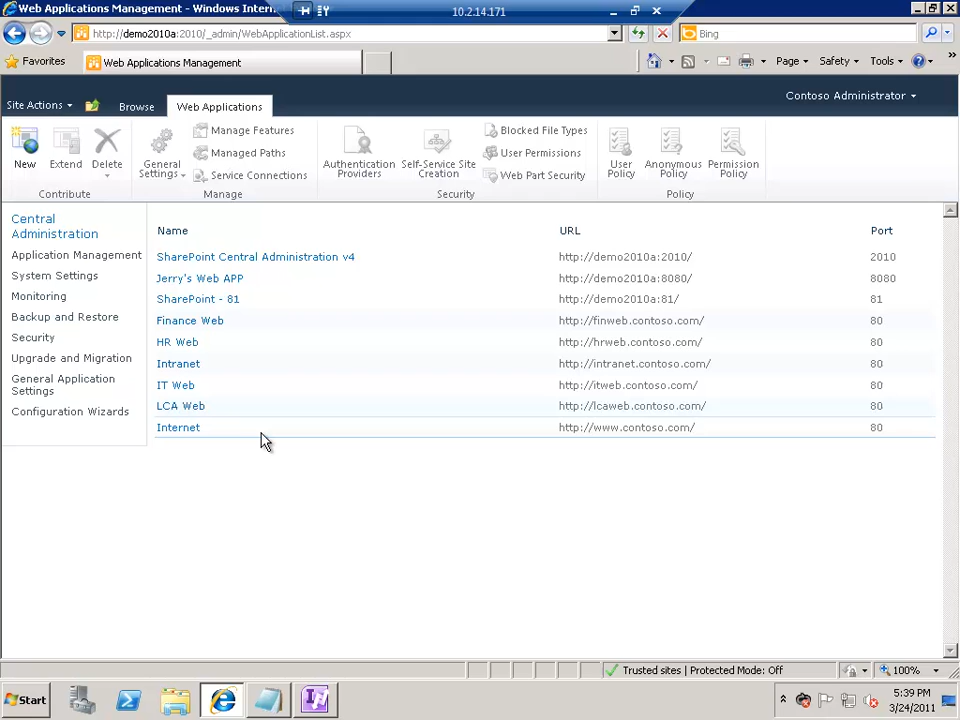 Web Applications Management - Windows Intern
10.2.14.171
http://demo2010a:2010/_admin/WebApplicationList.aspx
Bing
Favorites
Web Applications Management
Page
Safety
Tools
Site Actions
Browse
Web Applications
Contoso Administrator
New
Extend
Delete
Contribute
General Settings
Manage Features
Managed Paths
Service Connections
Manage
Authentication Providers
Self-Service Site Creation
Blocked File Types
User Permissions
Web Part Security
Security
User Policy
Anonymous Policy
Permission Policy
Policy
Central
Administration
Application Management
System Settings
Monitoring
Backup and Restore
Security
Upgrade and Migration
General Application
Settings
Configuration Wizards
Name URL Port
SharePoint Central Administration v4 http://demo2010a:2010/ 2010
Jerry's Web APP http://demo2010a:8080/ 8080
SharePoint - 81 http://demo2010a:81/ 81
Finance Web http://finweb.contoso.com/ 80
HR Web http://hrweb.contoso.com/ 80
Intranet http://intranet.contoso.com/ 80
IT Web http://itweb.contoso.com/ 80
LCA Web http://lcaweb.contoso.com/ 80
Internet http://www.contoso.com/ 80
Trusted sites | Protected Mode: Off
100%
Start
5:39 PM
3/24/2011